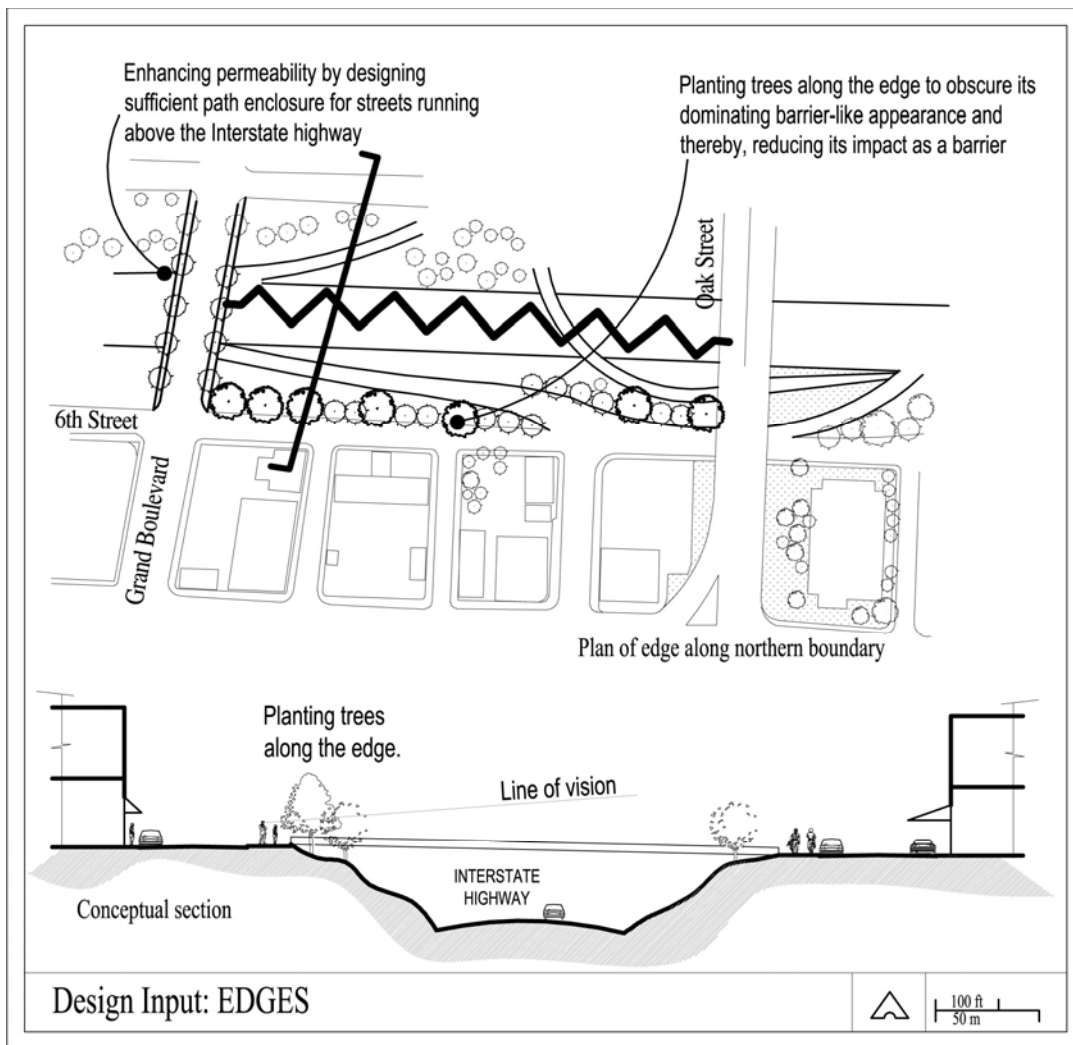 Enhancing permeability by designing
sufficient path enclosure for streets running
above the Interstate highway
Planting trees along the edge to obscure its
dominating barrier-like appearance and
thereby, reducing its impact as a barrier
Oak Street
6th Street
Grand Boulevard
Plan of edge along northern boundary
Planting trees
along the edge.
Line of vision
INTERSTATE
HIGHWAY
Conceptual section
Design Input: EDGES
100 ft
50 m